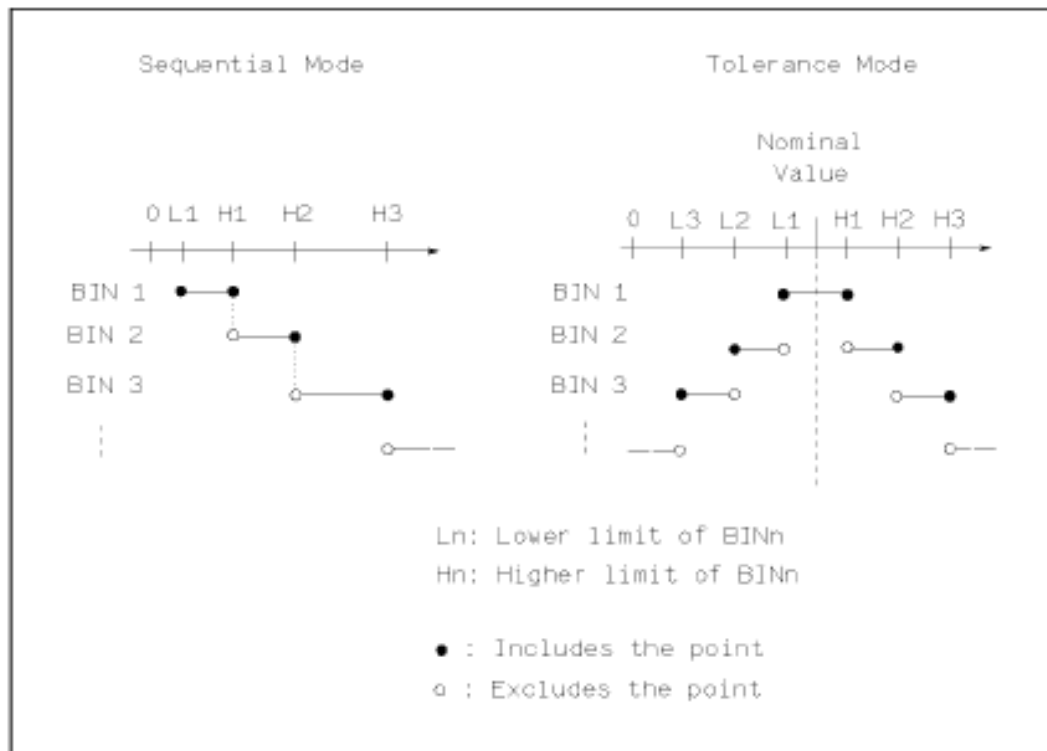 Sequential Mode
Tolerance Mode
Nominal
Value
0 L1 H1 H2 H3
0 L3 L2 L1 H1 H2 H3
BIN 1
BIN 2
BIN 3
BIN 1
BIN 2
BIN 3
Ln: Lower limit of BINn
Hn: Higher limit of BINn
● : Includes the point
○ : Excludes the point